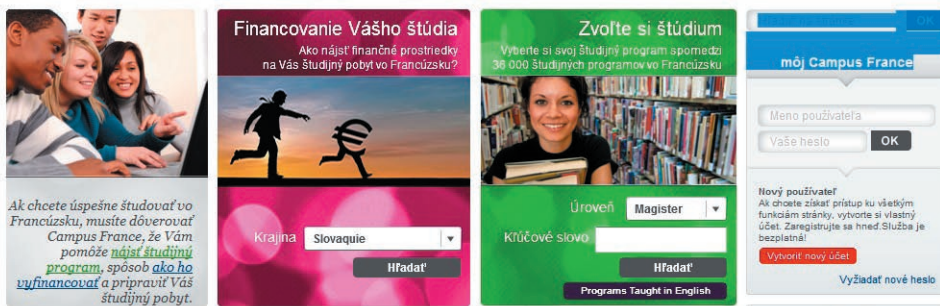 Ak chcete úspešne študovať vo
Francúzsku, musíte dôverovať
Campus France, že Vám
pomôže nájsť študijný
program, spôsob ako ho
vyfinancovať a pripraviť Váš
študijný pobyt.
Financovanie Vášho štúdia
Ako nájsť finančné prostriedky
na Vás študijný pobyt vo Francúzsku?
Krajina Slovaquie
Hľadať
Zvoľte si štúdium
Vyberte si svoj študijný program spomedzi
36 000 študijných programov vo Francúzsku
Úroveň Magister
Kľúčové slovo
Hľadať
Programs Taught in English
OK
môj Campus France
Meno používateľa
Vaše heslo OK
Nový používateľ
Ak chcete získať prístup ku všetkým
funkciám stránky, vytvorte si vlastný
účet. Zaregistrujte sa hneď.Služba je
bezplatná!
Vytvoriť nový účet
Vyžiadať nové heslo